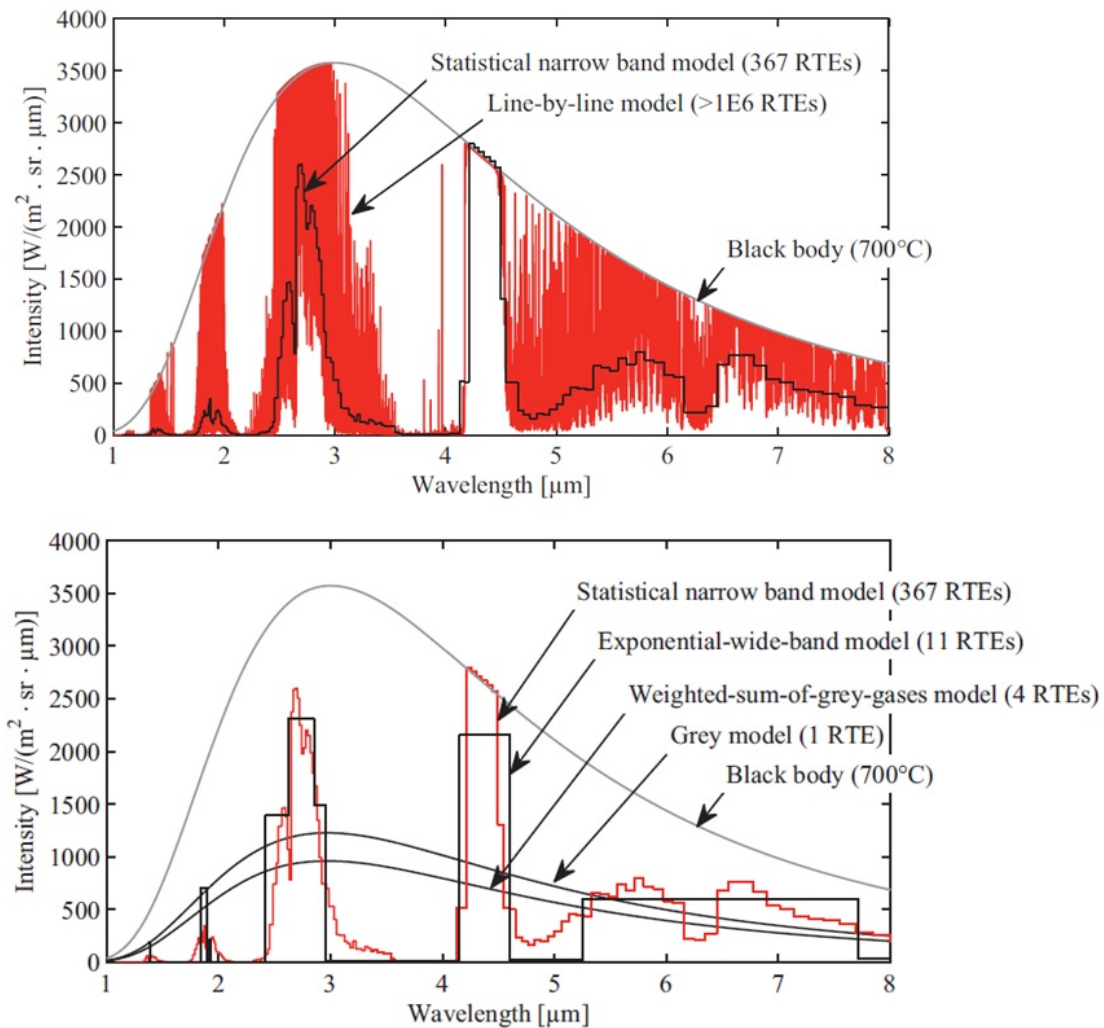 4000
3500
3000
2500
2000
1500
1000
500
0
Intensity [W/(m². sr. µm)]
Statistical narrow band model (367 RTEs)
Line-by-line model (>1E6 RTEs)
Black body (700°C)
1 2 3 4 5 6 7 8
Wavelength [µm]
4000
3500
3000
2500
2000
1500
1000
500
0
Intensity [W/(m² · sr · µm)]
Statistical narrow band model (367 RTEs)
Exponential-wide-band model (11 RTEs)
Weighted-sum-of-grey-gases model (4 RTEs)
Grey model (1 RTE)
Black body (700°C)
1 2 3 4 5 6 7 8
Wavelength [µm]